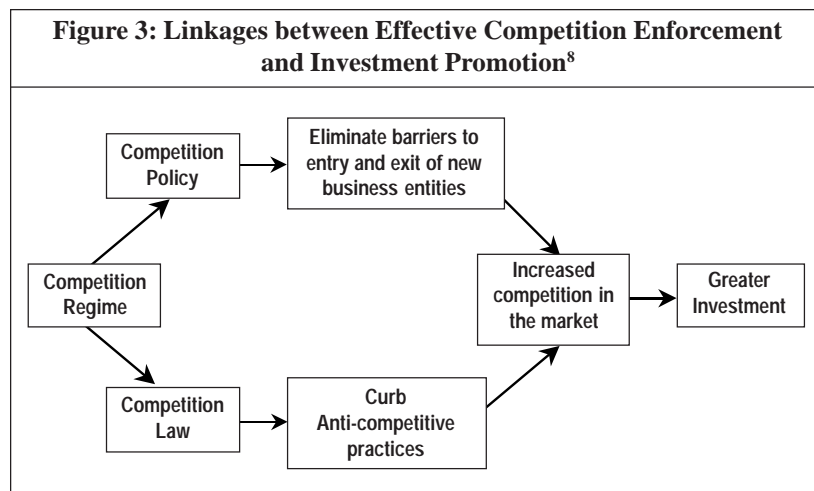 Figure 3: Linkages between Effective Competition Enforcement
and Investment Promotion⁸
Competition
Policy
Eliminate barriers to
entry and exit of new
business entities
Competition
Regime
Increased
competition in
the market
Greater
Investment
Competition
Law
Curb
Anti-competitive
practices